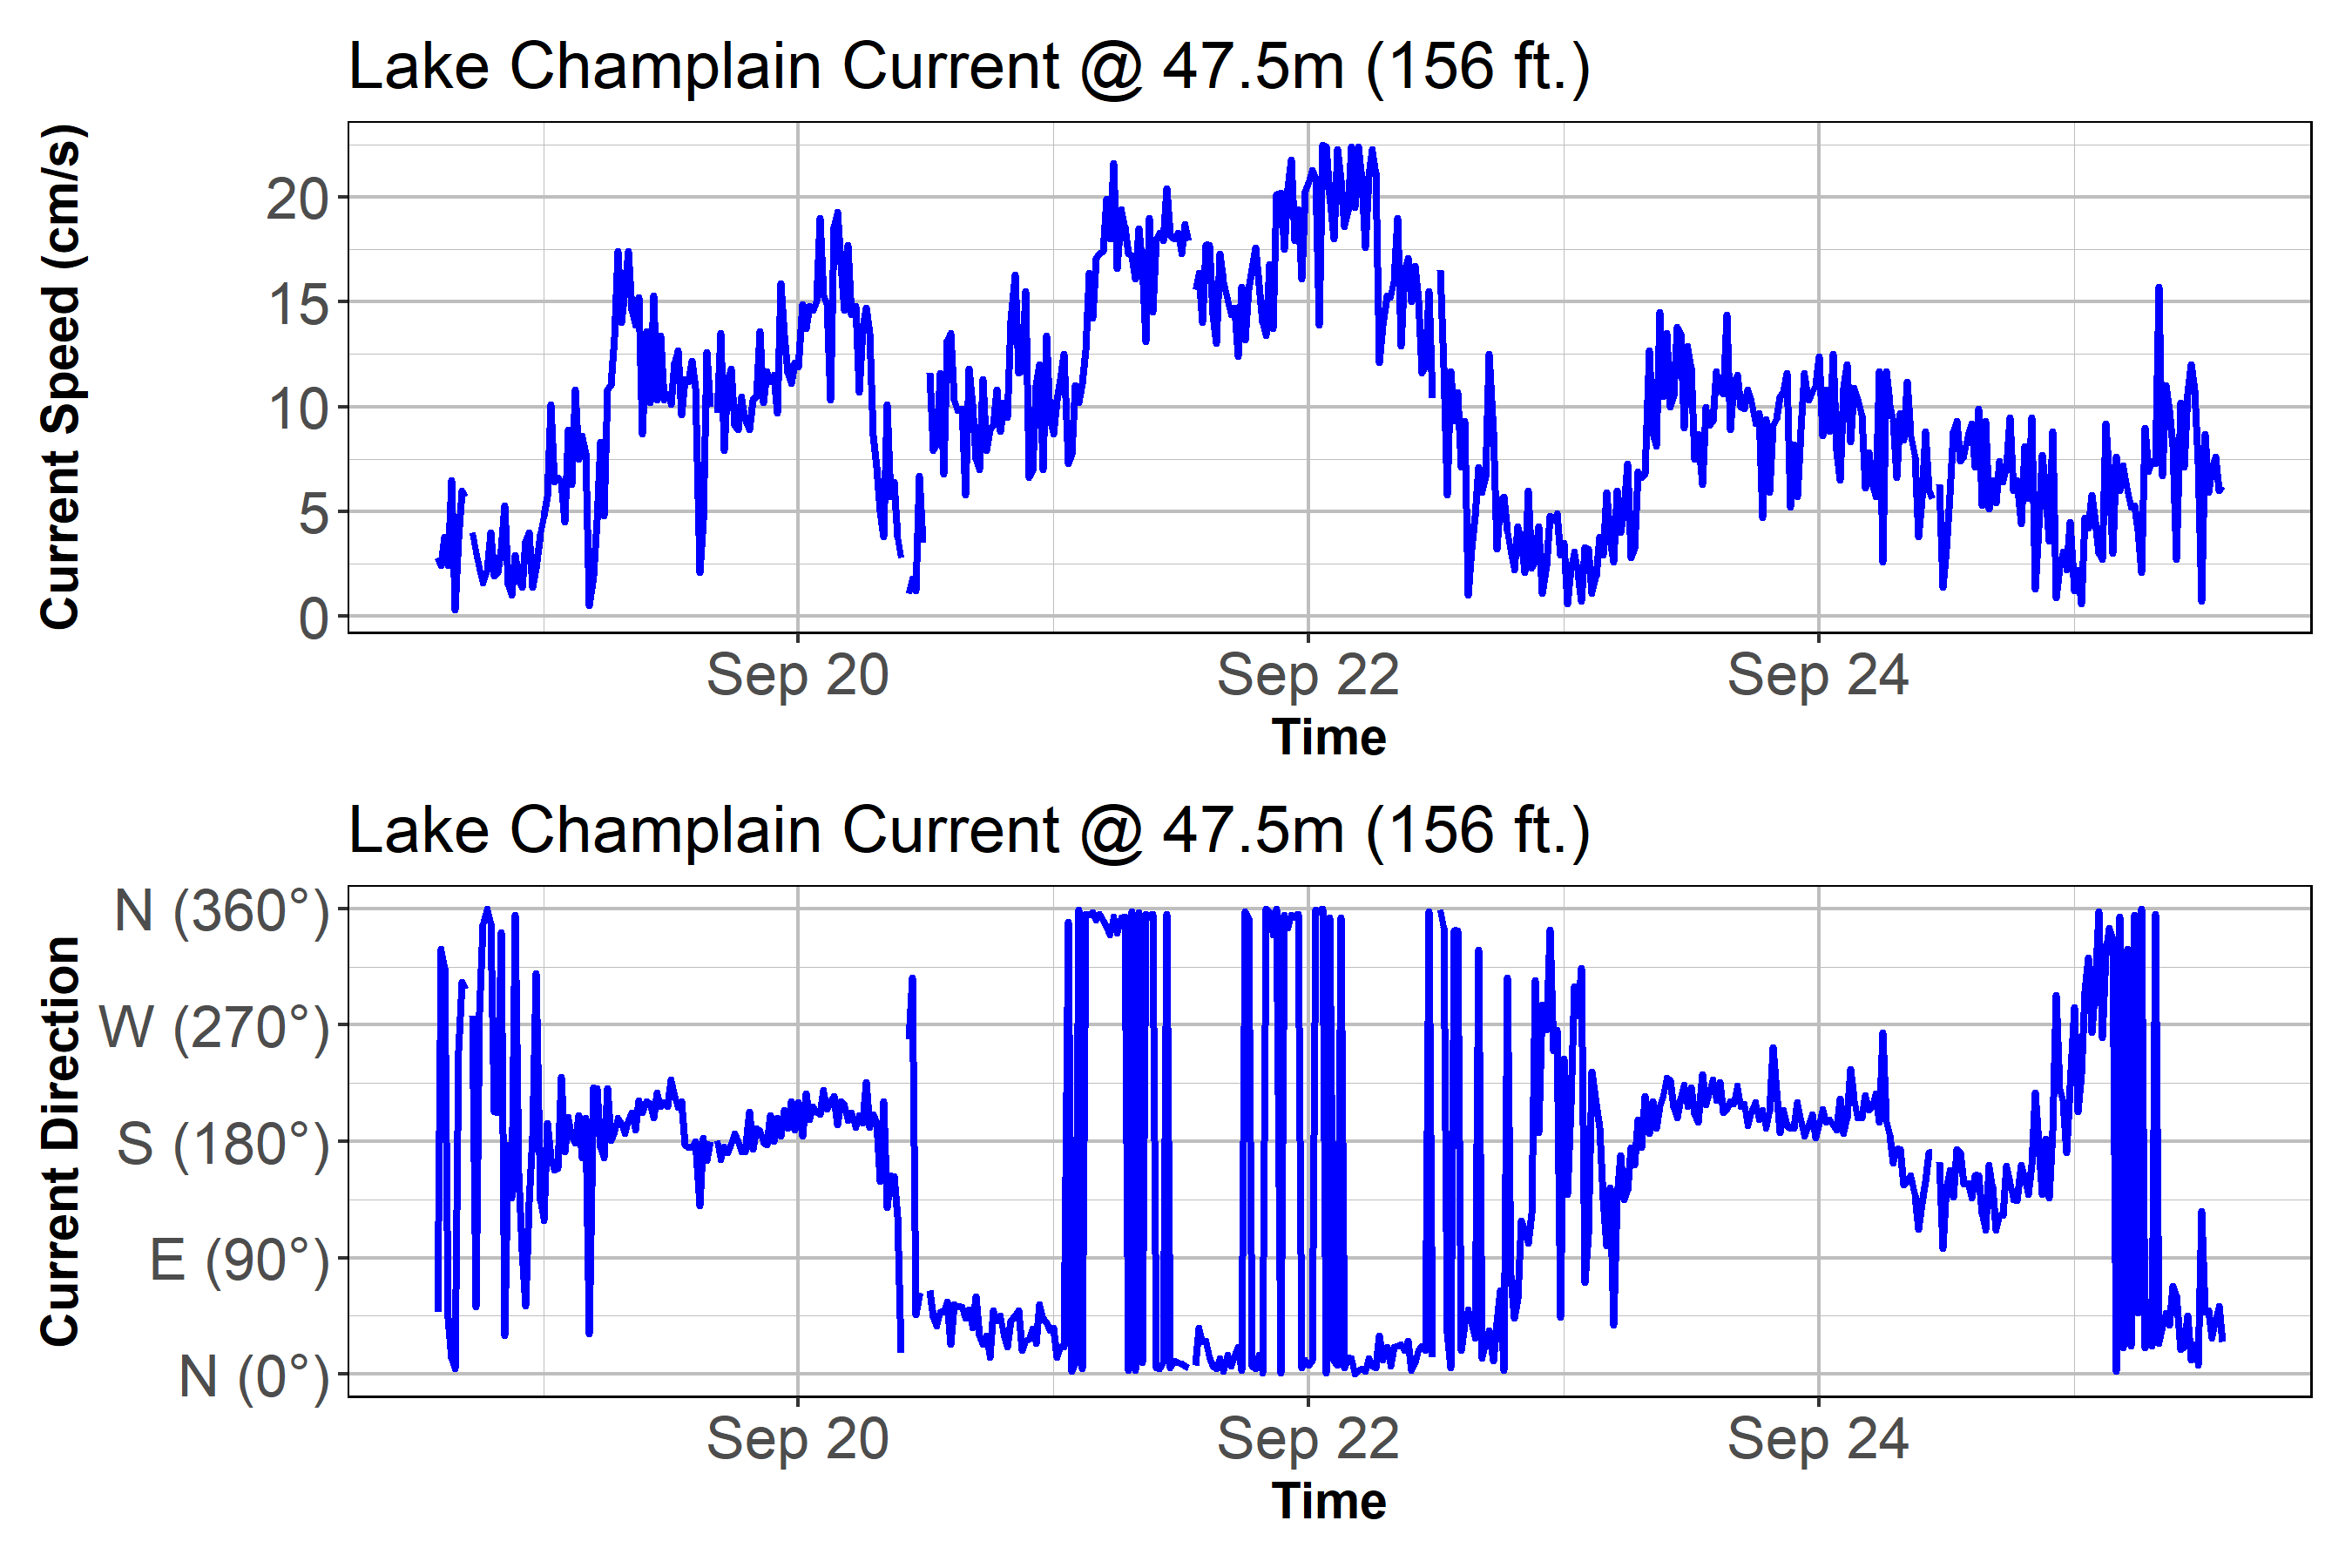 Lake Champlain Current @ 47.5m (156 ft.)
Current Speed (cm/s)
20
15
10
5
0
Sep 20 Sep 22 Sep 24
Time
Lake Champlain Current @ 47.5m (156 ft.)
Current Direction
N (360°)
W (270°)
S (180°)
E (90°)
N (0°)
Sep 20 Sep 22 Sep 24
Time